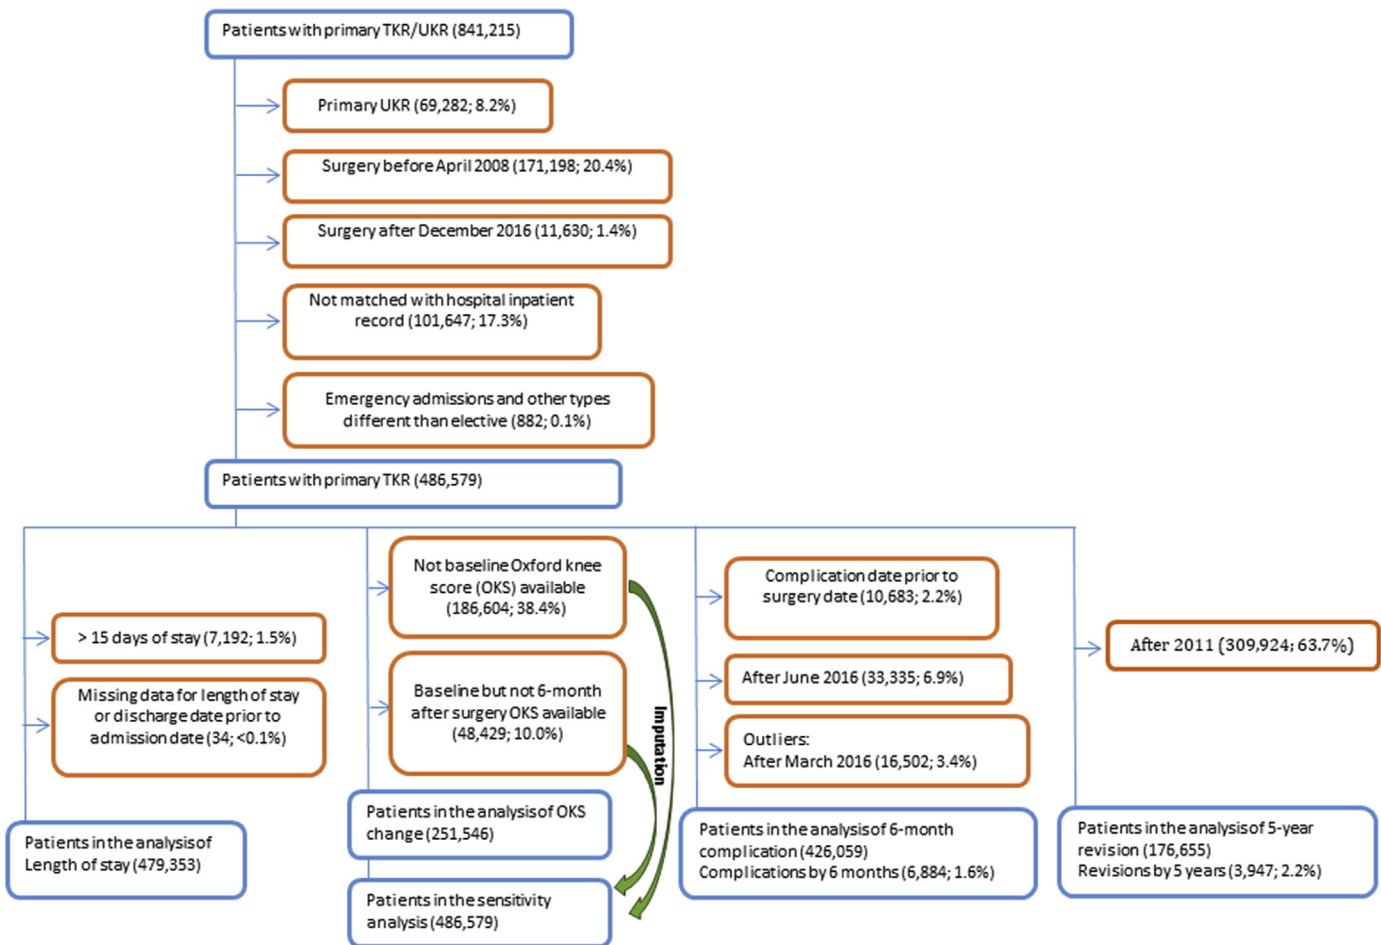 Patients with primary TKR/UKR (841,215)
Primary UKR (69,282; 8.2%)
Surgery before April 2008 (171,198; 20.4%)
Surgery after December 2016 (11,630; 1.4%)
Not matched with hospital inpatient
record (101,647; 17.3%)
Emergency admissions and other types
different than elective (882; 0.1%)
Patients with primary TKR (486,579)
> 15 days of stay (7,192; 1.5%)
Missing data for length of stay
or discharge date prior to
admission date (34; <0.1%)
Patients in the analysis of
Length of stay (479,353)
Not baseline Oxford knee
score (OKS) available
(186,604; 38.4%)
Baseline but not 6-month
after surgery OKS available
(48,429; 10.0%)
Imputation
Patients in the analysis of OKS
change (251,546)
Patients in the sensitivity
analysis (486,579)
Complication date prior to
surgery date (10,683; 2.2%)
After June 2016 (33,335; 6.9%)
Outliers:
After March 2016 (16,502; 3.4%)
Patients in the analysis of 6-month
complication (426,059)
Complications by 6 months (6,884; 1.6%)
After 2011 (309,924; 63.7%)
Patients in the analysis of 5-year
revision (176,655)
Revisions by 5 years (3,947; 2.2%)